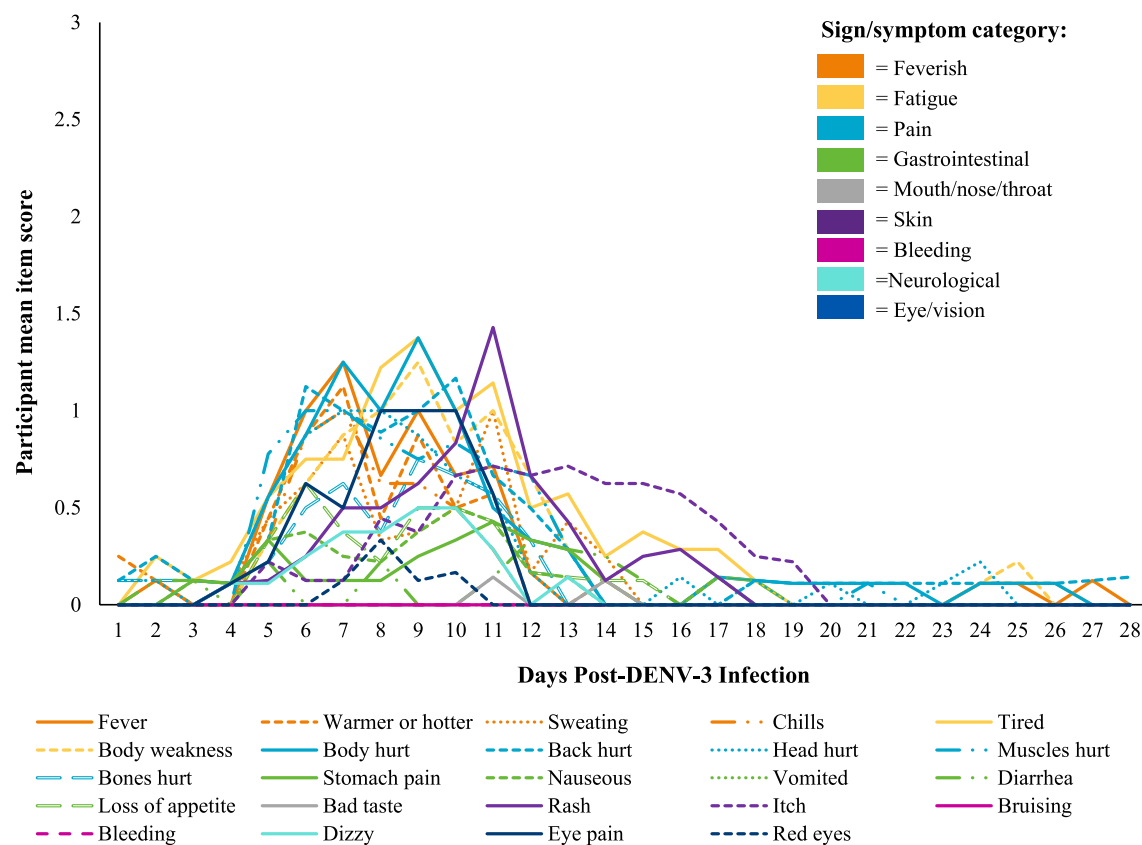 3
2.5
2
1.5
1
0.5
0
Participant mean item score
Sign/symptom category:
= Feverish
= Fatigue
= Pain
= Gastrointestinal
= Mouth/nose/throat
= Skin
= Bleeding
=Neurological
= Eye/vision
1 2 3 4 5 6 7 8 9 10 11 12 13 14 15 16 17 18 19 20 21 22 23 24 25 26 27 28
Days Post-DENV-3 Infection
Fever Warmer or hotter Sweating Chills Tired
Body weakness Body hurt Back hurt Head hurt Muscles hurt
Bones hurt Stomach pain Nauseous Vomited Diarrhea
Loss of appetite Bad taste Rash Itch Bruising
Bleeding Dizzy Eye pain Red eyes